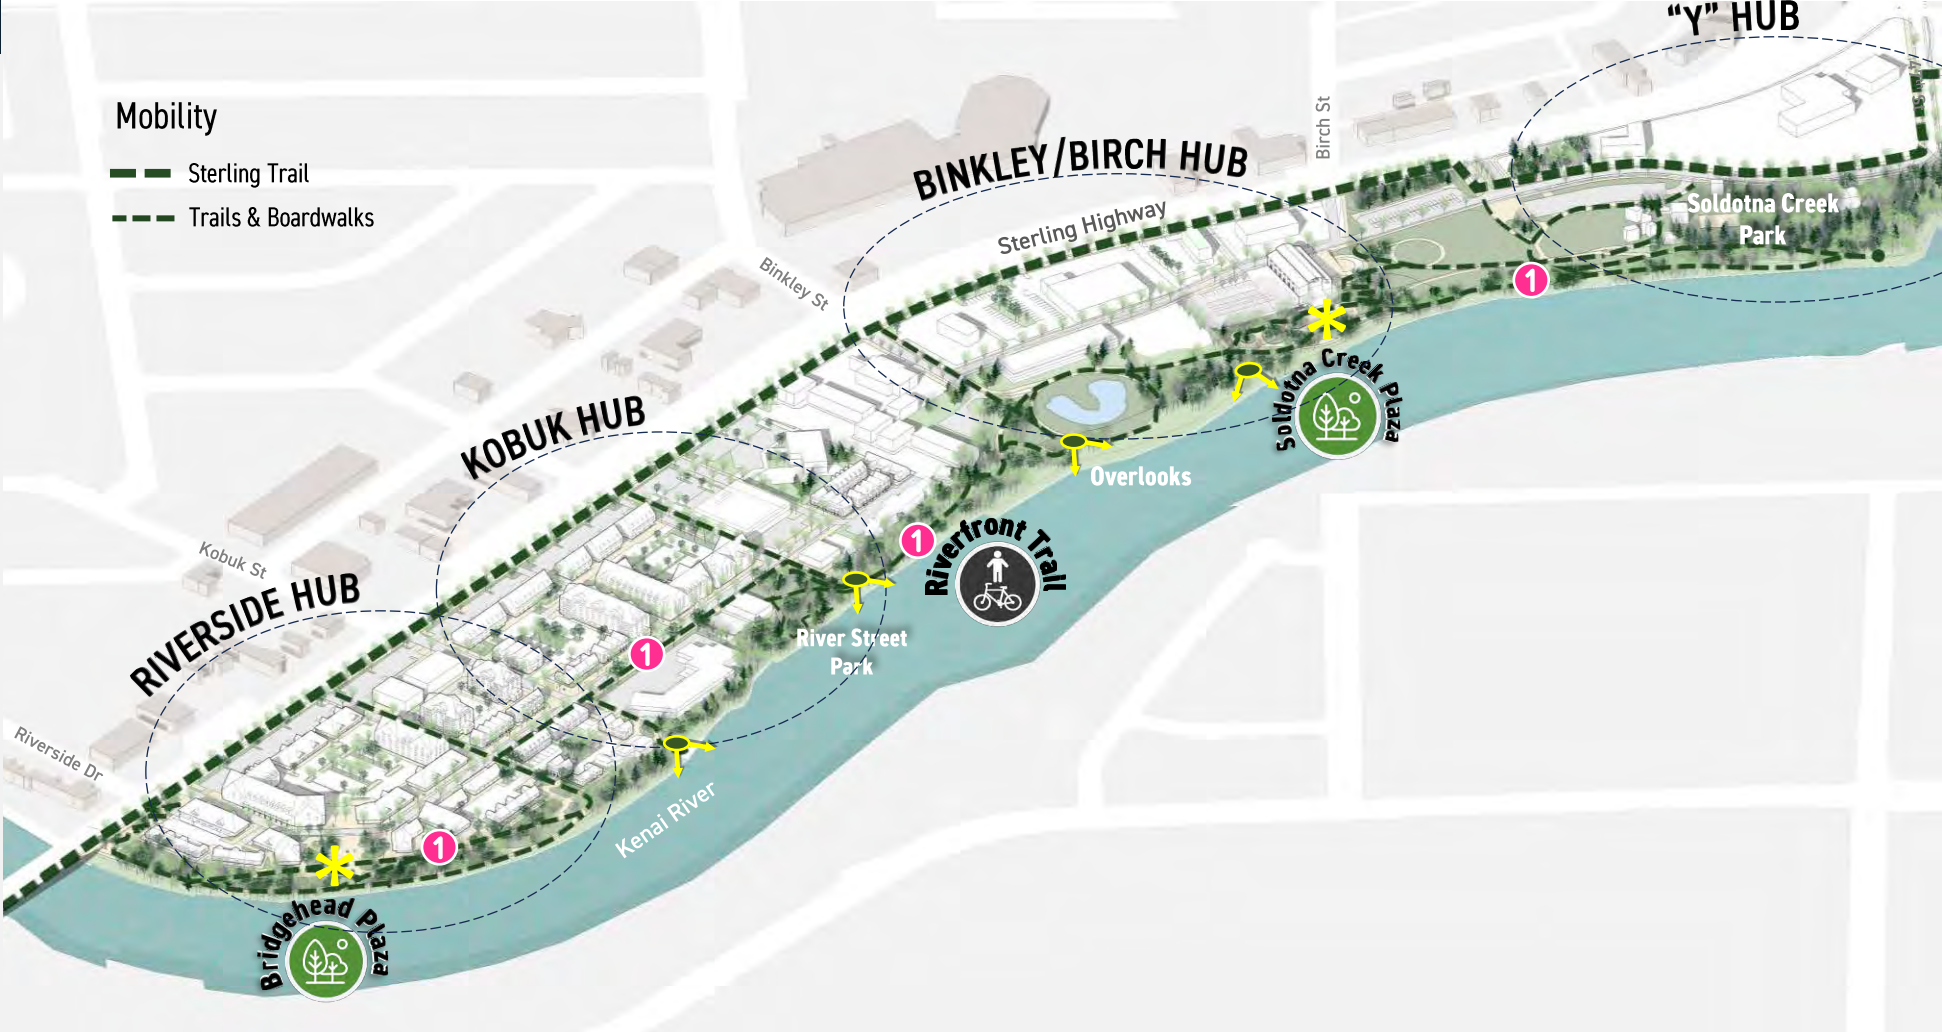 “Y” HUB
Mobility
Sterling Trail
Trails & Boardwalks
Birch St
BINKLEY/BIRCH HUB
Sterling Highway
Soldotna Creek
Park
Binkley St
1
Soldotna Creek Plaza
KOBUK HUB
Overlooks
Kobuk St
1
Riverfront Trail
RIVERSIDE HUB
River Street
Park
1
Riverside Dr
Kenai River
1
Bridgehead Plaza